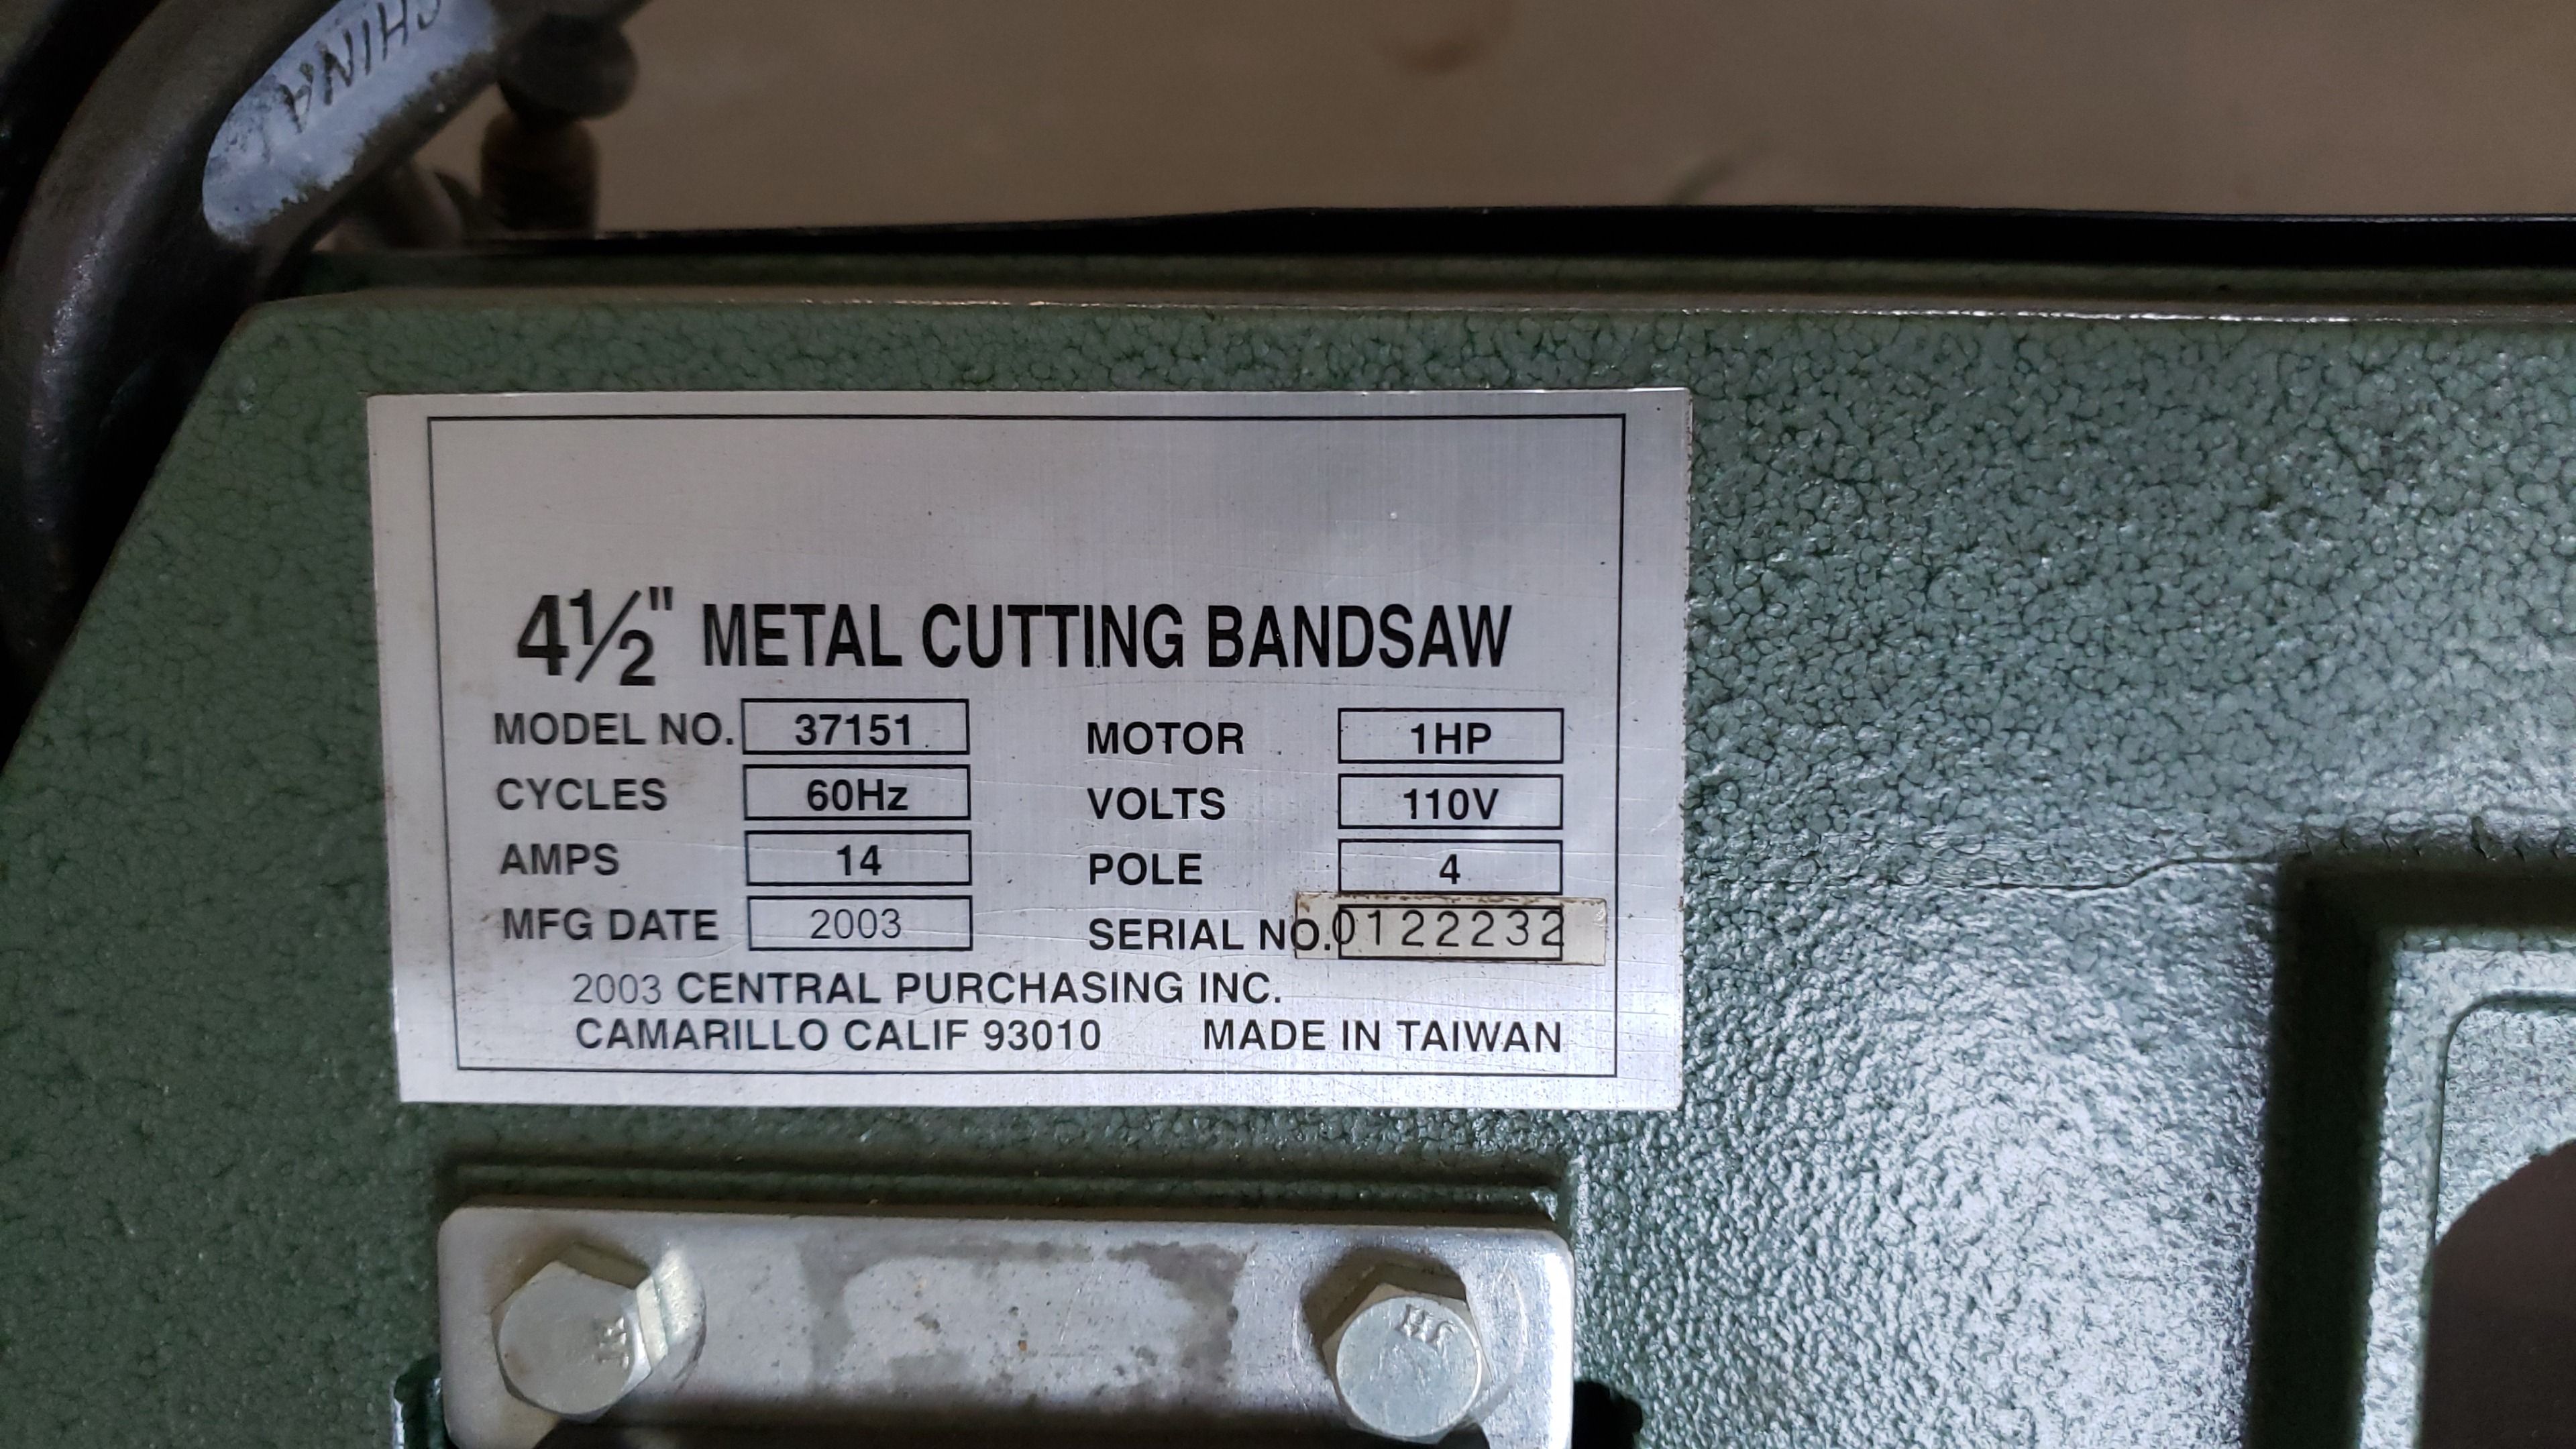 CHINA
4½" METAL CUTTING BANDSAW
MODEL NO. 37151 MOTOR 1HP
CYCLES 60Hz VOLTS 110V
AMPS 14 POLE 4
MFG DATE 2003 SERIAL NO. 0122232
2003 CENTRAL PURCHASING INC.
CAMARILLO CALIF 93010 MADE IN TAIWAN